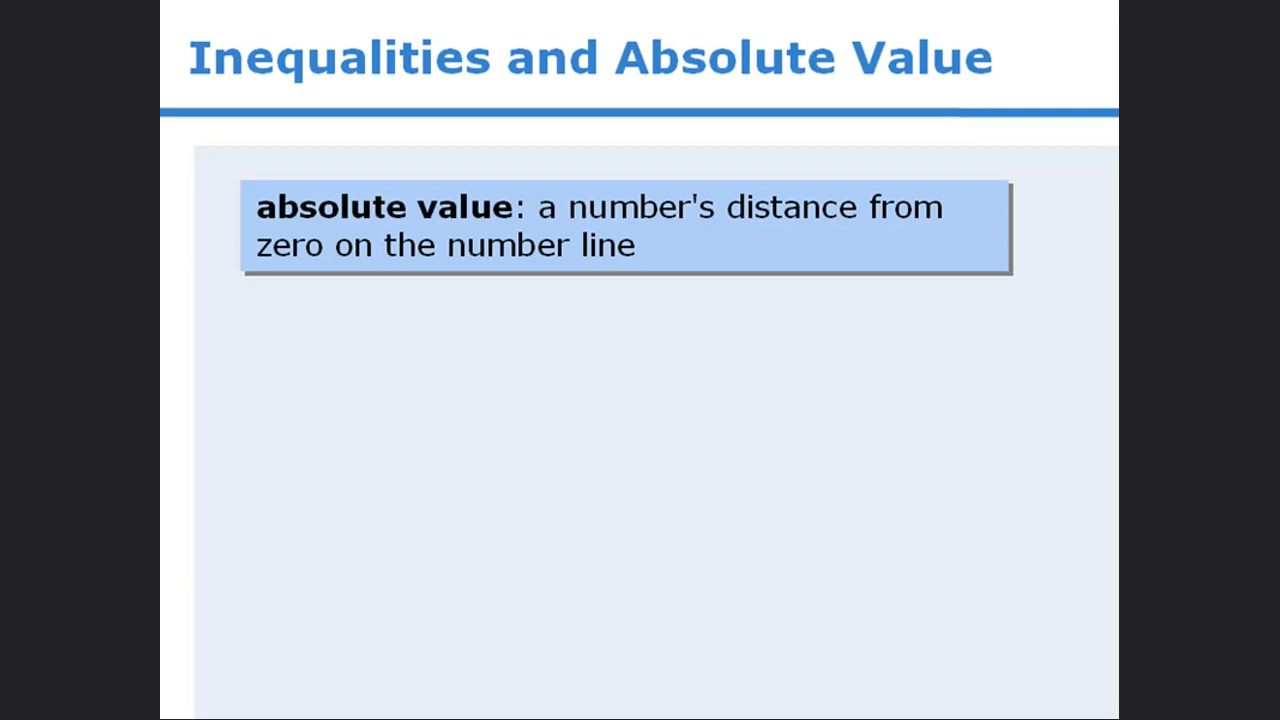 Inequalities and Absolute Value
absolute value: a number's distance from
zero on the number line